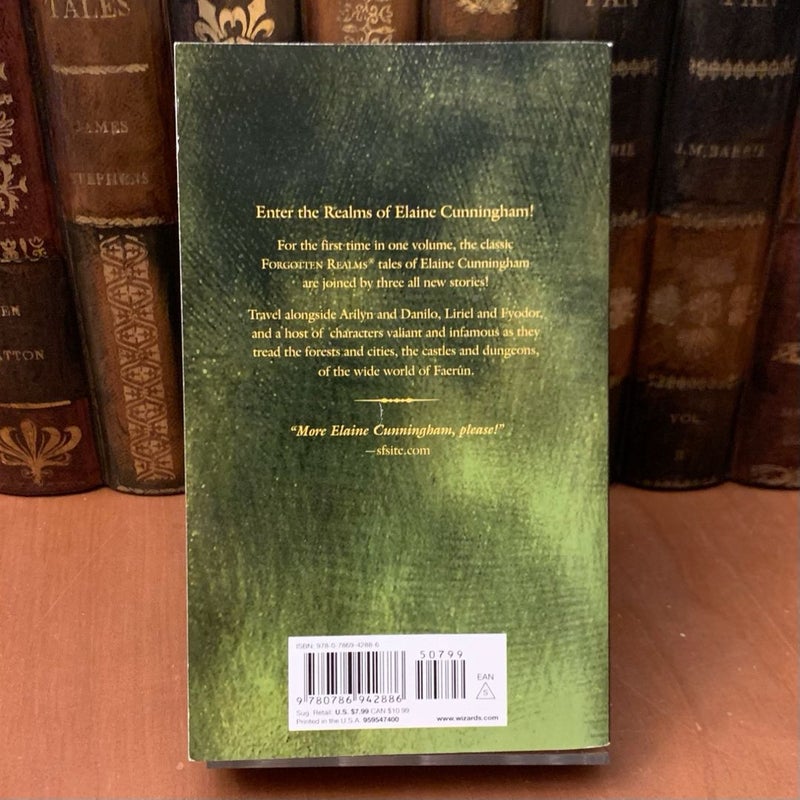 TALES
JAMES
STEPHENS
J.M. BARRIE
VOL
II
Enter the Realms of Elaine Cunningham!
For the first time in one volume, the classic
FORGOTTEN REALMS® tales of Elaine Cunningham
are joined by three all new stories!
Travel alongside Arilyn and Danilo, Liriel and Fyodor,
and a host of characters valiant and infamous as they
tread the forests and cities, the castles and dungeons,
of the wide world of Faerûn.
“More Elaine Cunningham, please!”
—sfsite.com
ISBN: 978-0-7869-4288-6
50799
EAN
S
9 780786 942886
Sug. Retail: U.S. $7.99 CAN $10.99
Printed in the U.S.A. 959547400
www.wizards.com